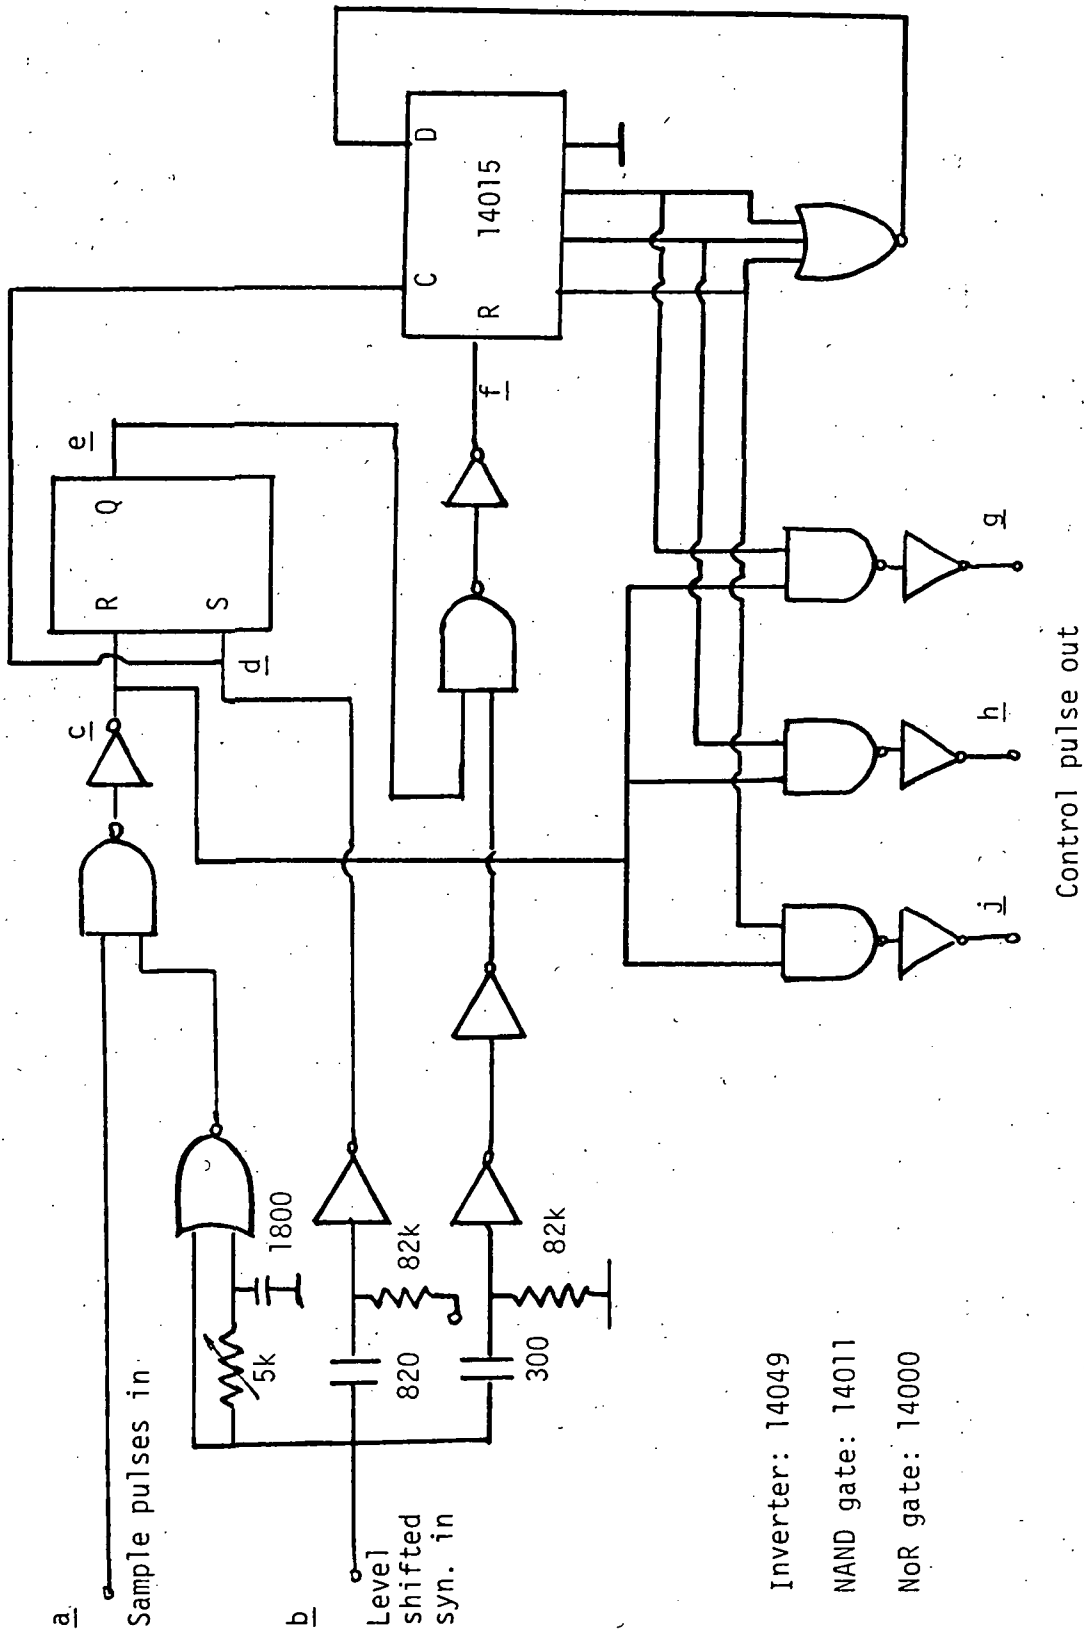 a
Sample pulses in
b
Level
shifted
syn. in
5k
1800
820
82k
300
82k
c
d
R
S
Q
e
f
C
D
R
14015
g
h
j
Control pulse out
Inverter: 14049
NAND gate: 14011
NoR gate: 14000